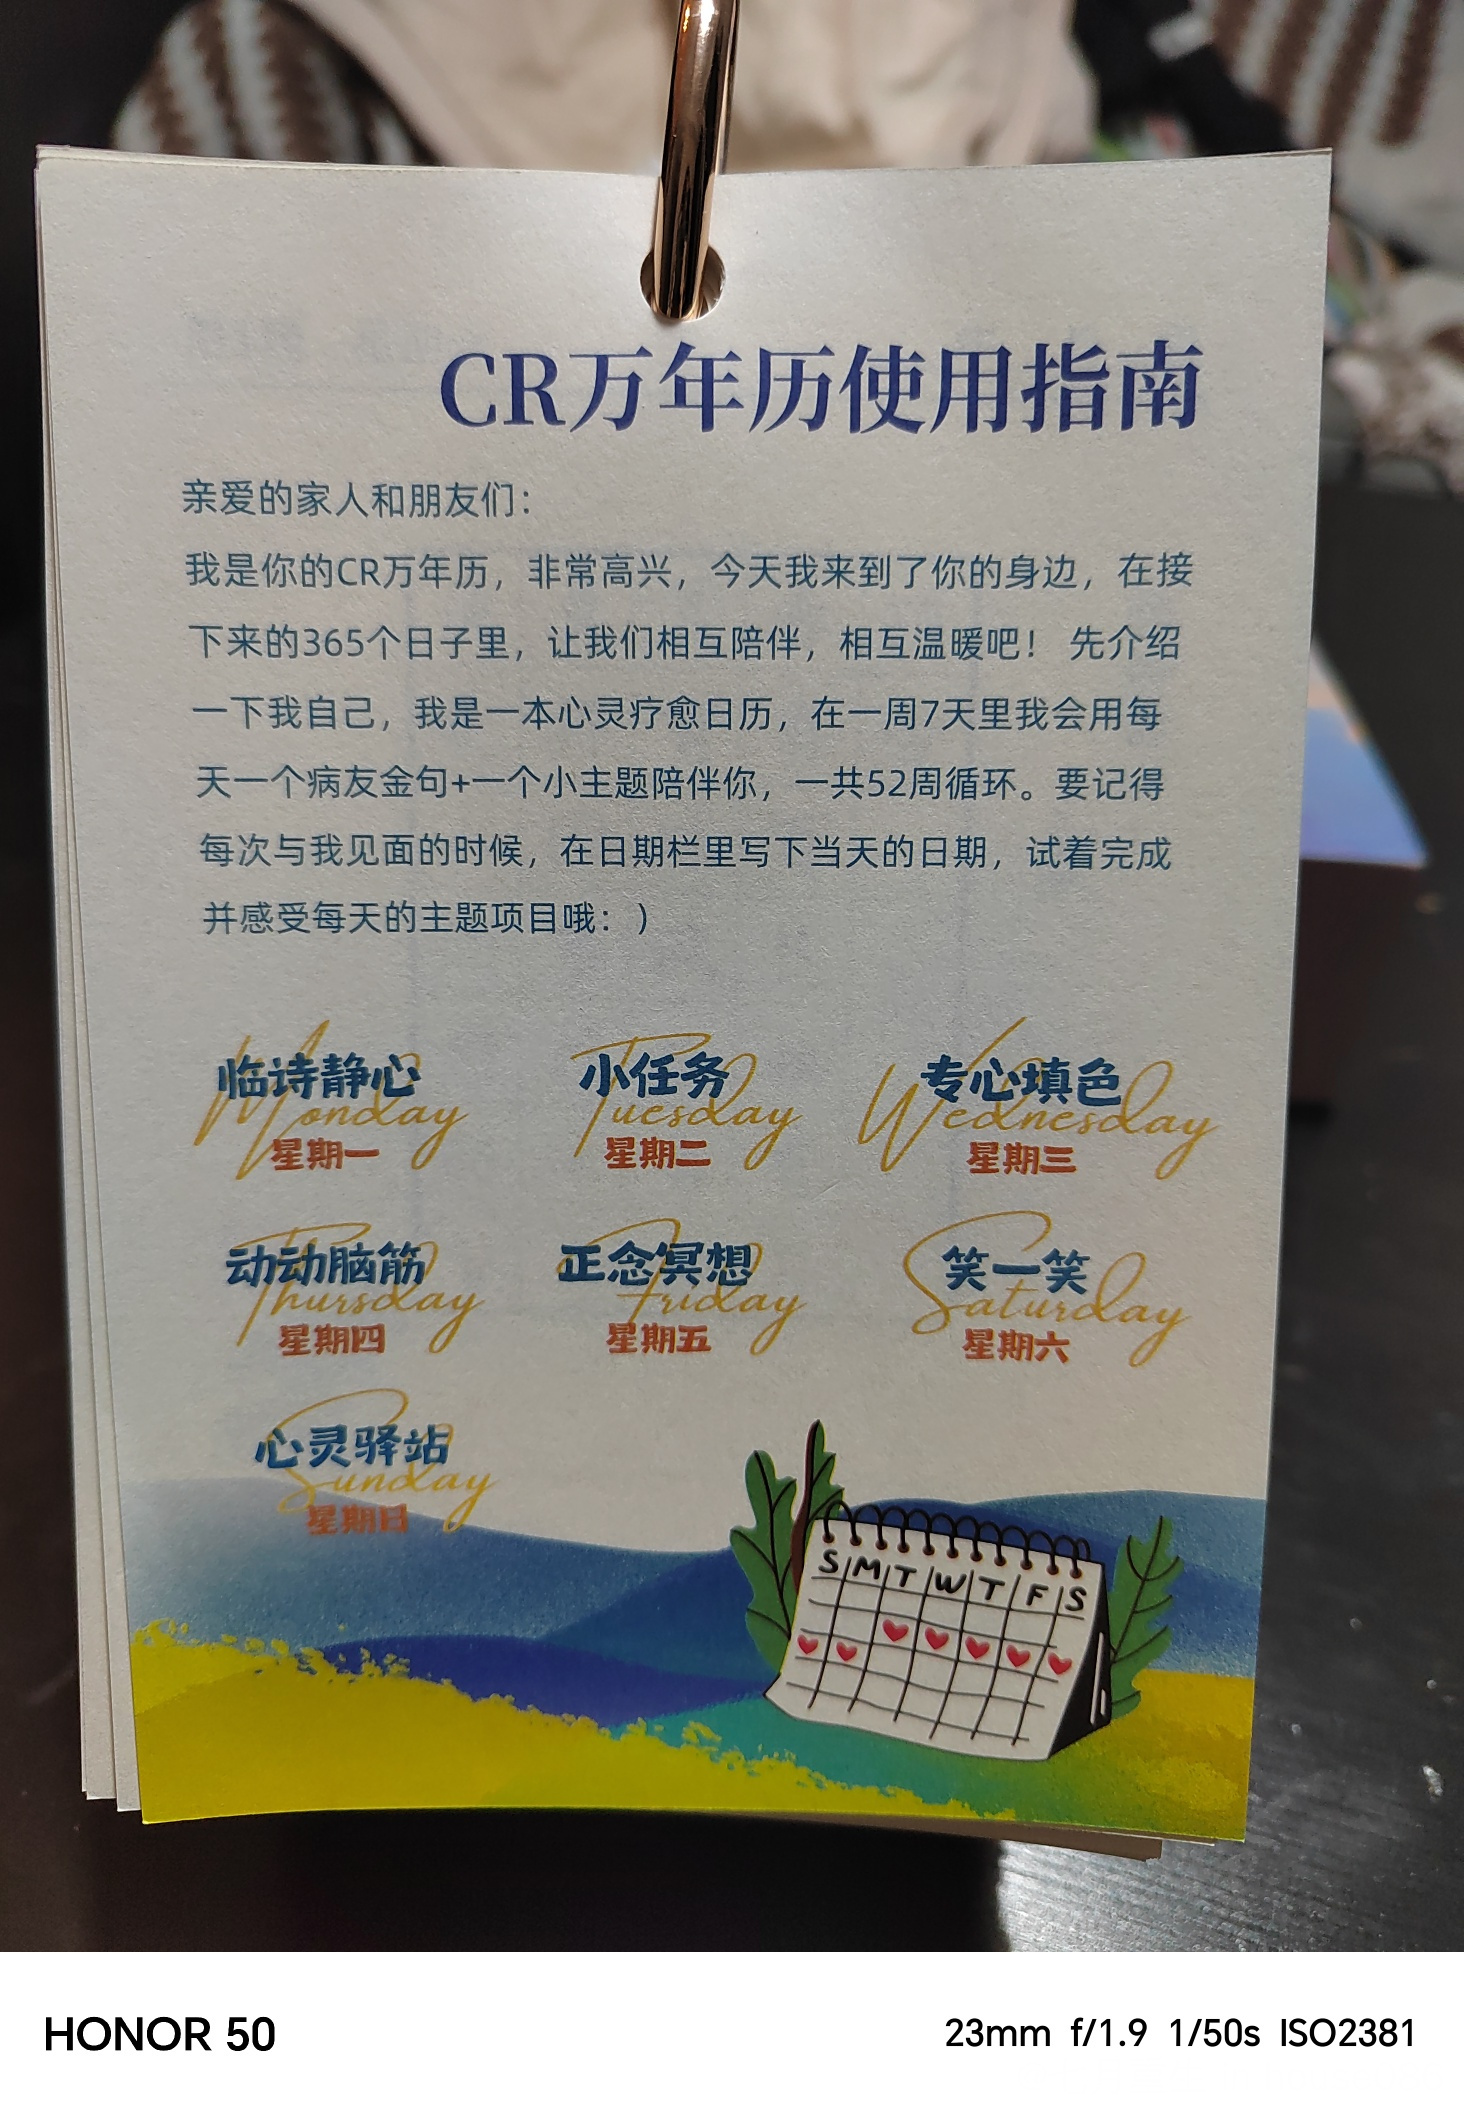 CR万年历使用指南
亲爱的家人和朋友们：
我是你的CR万年历，非常高兴，今天我来到了你的身边，在接
下来的365个日子里，让我们相互陪伴，相互温暖吧！ 先介绍
一下我自己，我是一本心灵疗愈日历，在一周7天里我会用每
天一个病友金句+一个小主题陪伴你，一共52周循环。要记得
每次与我见面的时候，在日期栏里写下当天的日期，试着完成
并感受每天的主题项目哦：）
临诗静心
Monday
星期一
小任务
Tuesday
星期二
专心填色
Wednesday
星期三
动动脑筋
Thursday
星期四
正念冥想
Friday
星期五
笑一笑
Saturday
星期六
心灵驿站
Sunday
星期日
S M T W T F S
HONOR 50
23mm f/1.9 1/50s ISO2381